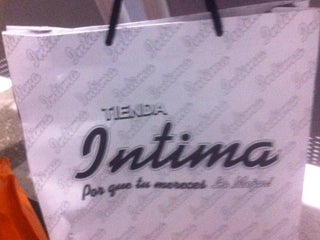 TIENDA
Intima
Por que tu mereces Lo Mejor!